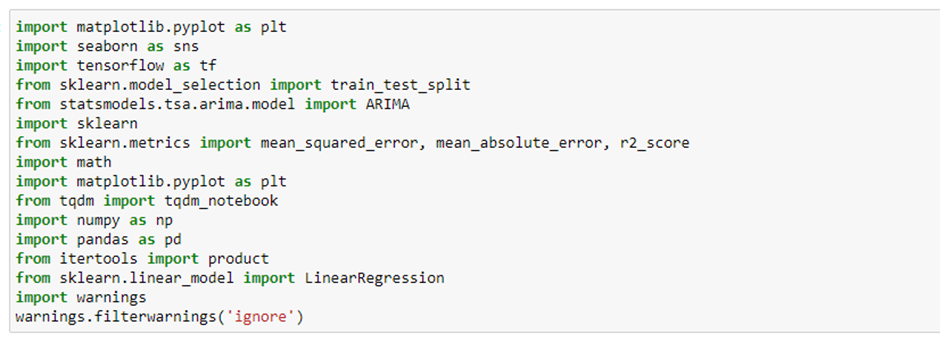 import matplotlib.pyplot as plt
import seaborn as sns
import tensorflow as tf
from sklearn.model_selection import train_test_split
from statsmodels.tsa.arima.model import ARIMA
import sklearn
from sklearn.metrics import mean_squared_error, mean_absolute_error, r2_score
import math
import matplotlib.pyplot as plt
from tqdm import tqdm_notebook
import numpy as np
import pandas as pd
from itertools import product
from sklearn.linear_model import LinearRegression
import warnings
warnings.filterwarnings('ignore')